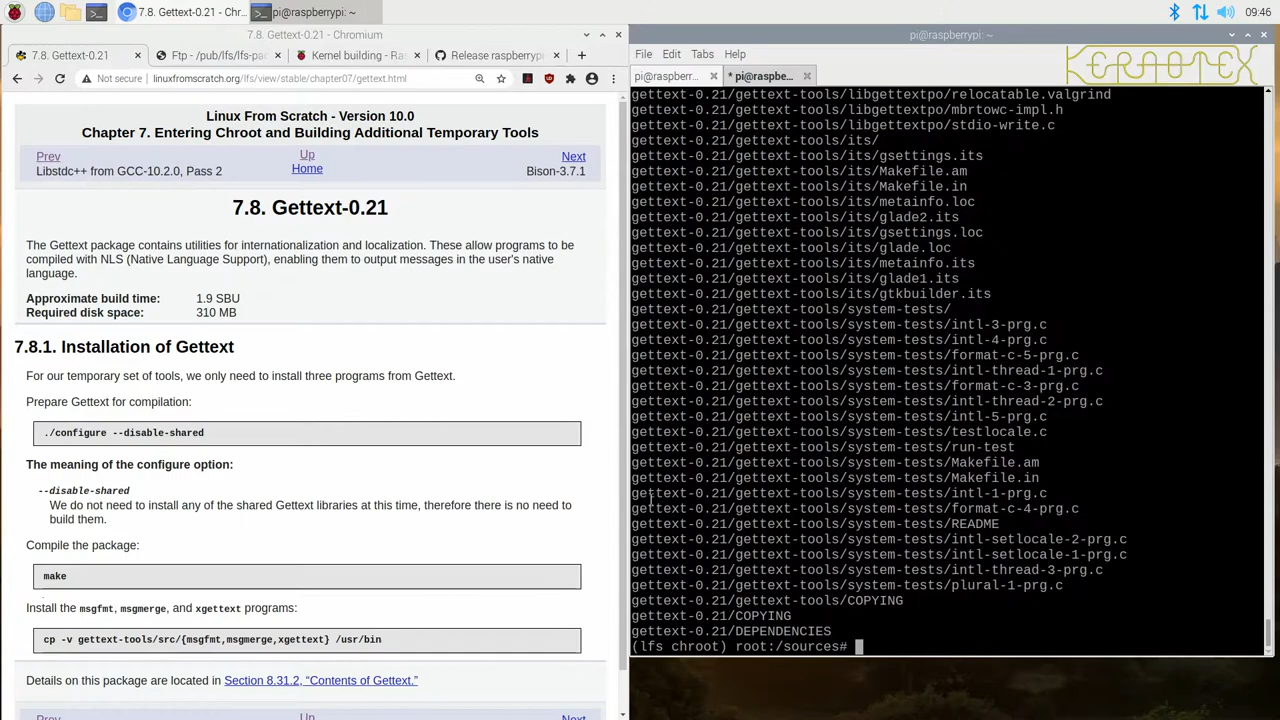 7.8. Gettext-0.21 - Chr...
pi@raspberrypi: ~
09:46
7.8. Gettext-0.21 - Chromium
7.8. Gettext-0.21
Ftp - /pub/lfs/lfs-pac
Kernel building - Ras
Release raspberrypi
Not secure
linuxfromscratch.org/lfs/view/stable/chapter07/gettext.html
Linux From Scratch - Version 10.0
Chapter 7. Entering Chroot and Building Additional Temporary Tools
Prev
Up
Next
Libstdc++ from GCC-10.2.0, Pass 2
Home
Bison-3.7.1
7.8. Gettext-0.21
The Gettext package contains utilities for internationalization and localization. These allow programs to be
compiled with NLS (Native Language Support), enabling them to output messages in the user's native
language.
Approximate build time: 1.9 SBU
Required disk space: 310 MB
7.8.1. Installation of Gettext
For our temporary set of tools, we only need to install three programs from Gettext.
Prepare Gettext for compilation:
./configure --disable-shared
The meaning of the configure option:
--disable-shared
We do not need to install any of the shared Gettext libraries at this time, therefore there is no need to
build them.
Compile the package:
make
Install the msgfmt, msgmerge, and xgettext programs:
cp -v gettext-tools/src/{msgfmt,msgmerge,xgettext} /usr/bin
Details on this package are located in Section 8.31.2, “Contents of Gettext.”
Prev
Up
Next
pi@raspberrypi: ~
File Edit Tabs Help
KERAOTEX
pi@raspberr...
* pi@raspbe...
gettext-0.21/gettext-tools/libgettextpo/relocatable.valgrind
gettext-0.21/gettext-tools/libgettextpo/mbrtowc-impl.h
gettext-0.21/gettext-tools/libgettextpo/stdio-write.c
gettext-0.21/gettext-tools/its/
gettext-0.21/gettext-tools/its/gsettings.its
gettext-0.21/gettext-tools/its/Makefile.am
gettext-0.21/gettext-tools/its/Makefile.in
gettext-0.21/gettext-tools/its/metainfo.loc
gettext-0.21/gettext-tools/its/glade2.its
gettext-0.21/gettext-tools/its/gsettings.loc
gettext-0.21/gettext-tools/its/glade.loc
gettext-0.21/gettext-tools/its/metainfo.its
gettext-0.21/gettext-tools/its/glade1.its
gettext-0.21/gettext-tools/its/gtkbuilder.its
gettext-0.21/gettext-tools/system-tests/
gettext-0.21/gettext-tools/system-tests/intl-3-prg.c
gettext-0.21/gettext-tools/system-tests/intl-4-prg.c
gettext-0.21/gettext-tools/system-tests/format-c-5-prg.c
gettext-0.21/gettext-tools/system-tests/intl-thread-1-prg.c
gettext-0.21/gettext-tools/system-tests/format-c-3-prg.c
gettext-0.21/gettext-tools/system-tests/intl-thread-2-prg.c
gettext-0.21/gettext-tools/system-tests/intl-5-prg.c
gettext-0.21/gettext-tools/system-tests/testlocale.c
gettext-0.21/gettext-tools/system-tests/run-test
gettext-0.21/gettext-tools/system-tests/Makefile.am
gettext-0.21/gettext-tools/system-tests/Makefile.in
gettext-0.21/gettext-tools/system-tests/intl-1-prg.c
gettext-0.21/gettext-tools/system-tests/format-c-4-prg.c
gettext-0.21/gettext-tools/system-tests/README
gettext-0.21/gettext-tools/system-tests/intl-setlocale-2-prg.c
gettext-0.21/gettext-tools/system-tests/intl-setlocale-1-prg.c
gettext-0.21/gettext-tools/system-tests/intl-thread-3-prg.c
gettext-0.21/gettext-tools/system-tests/plural-1-prg.c
gettext-0.21/gettext-tools/COPYING
gettext-0.21/COPYING
gettext-0.21/DEPENDENCIES
(lfs chroot) root:/sources#